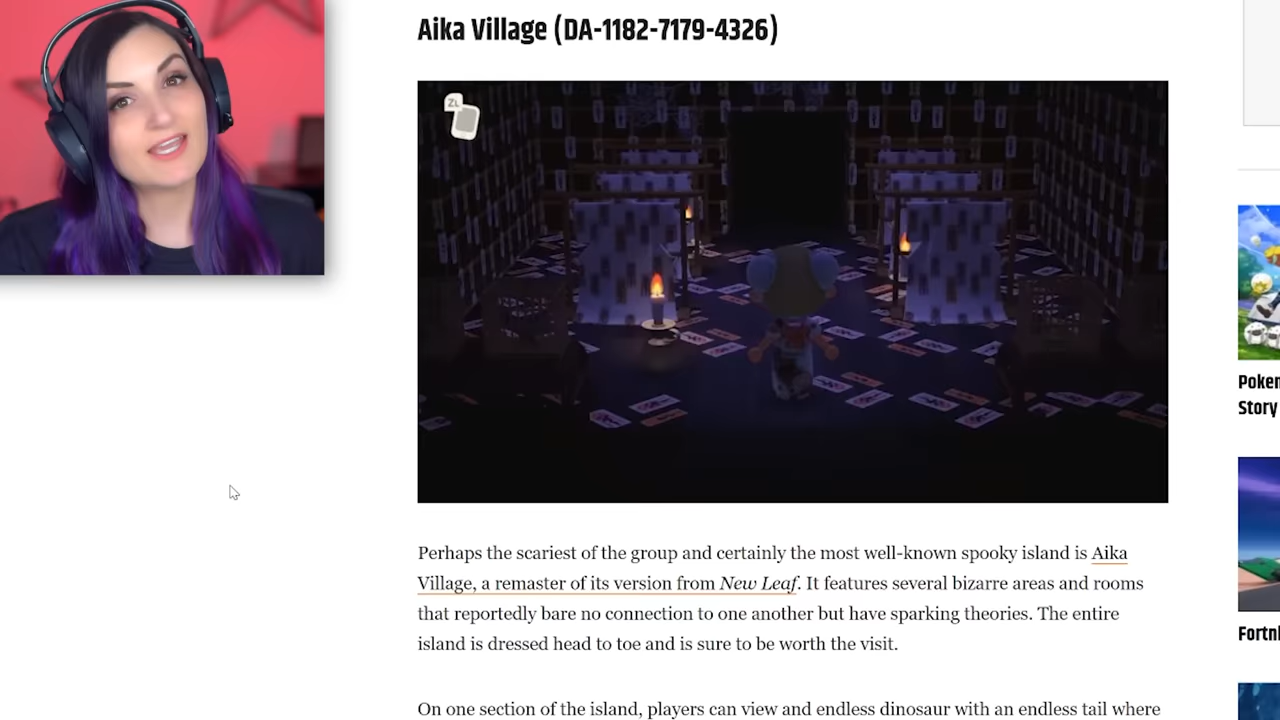 Aika Village (DA-1182-7179-4326)
ZL
Perhaps the scariest of the group and certainly the most well-known spooky island is Aika
Village, a remaster of its version from New Leaf. It features several bizarre areas and rooms
that reportedly bare no connection to one another but have sparking theories. The entire
island is dressed head to toe and is sure to be worth the visit.
On one section of the island, players can view and endless dinosaur with an endless tail where
Story